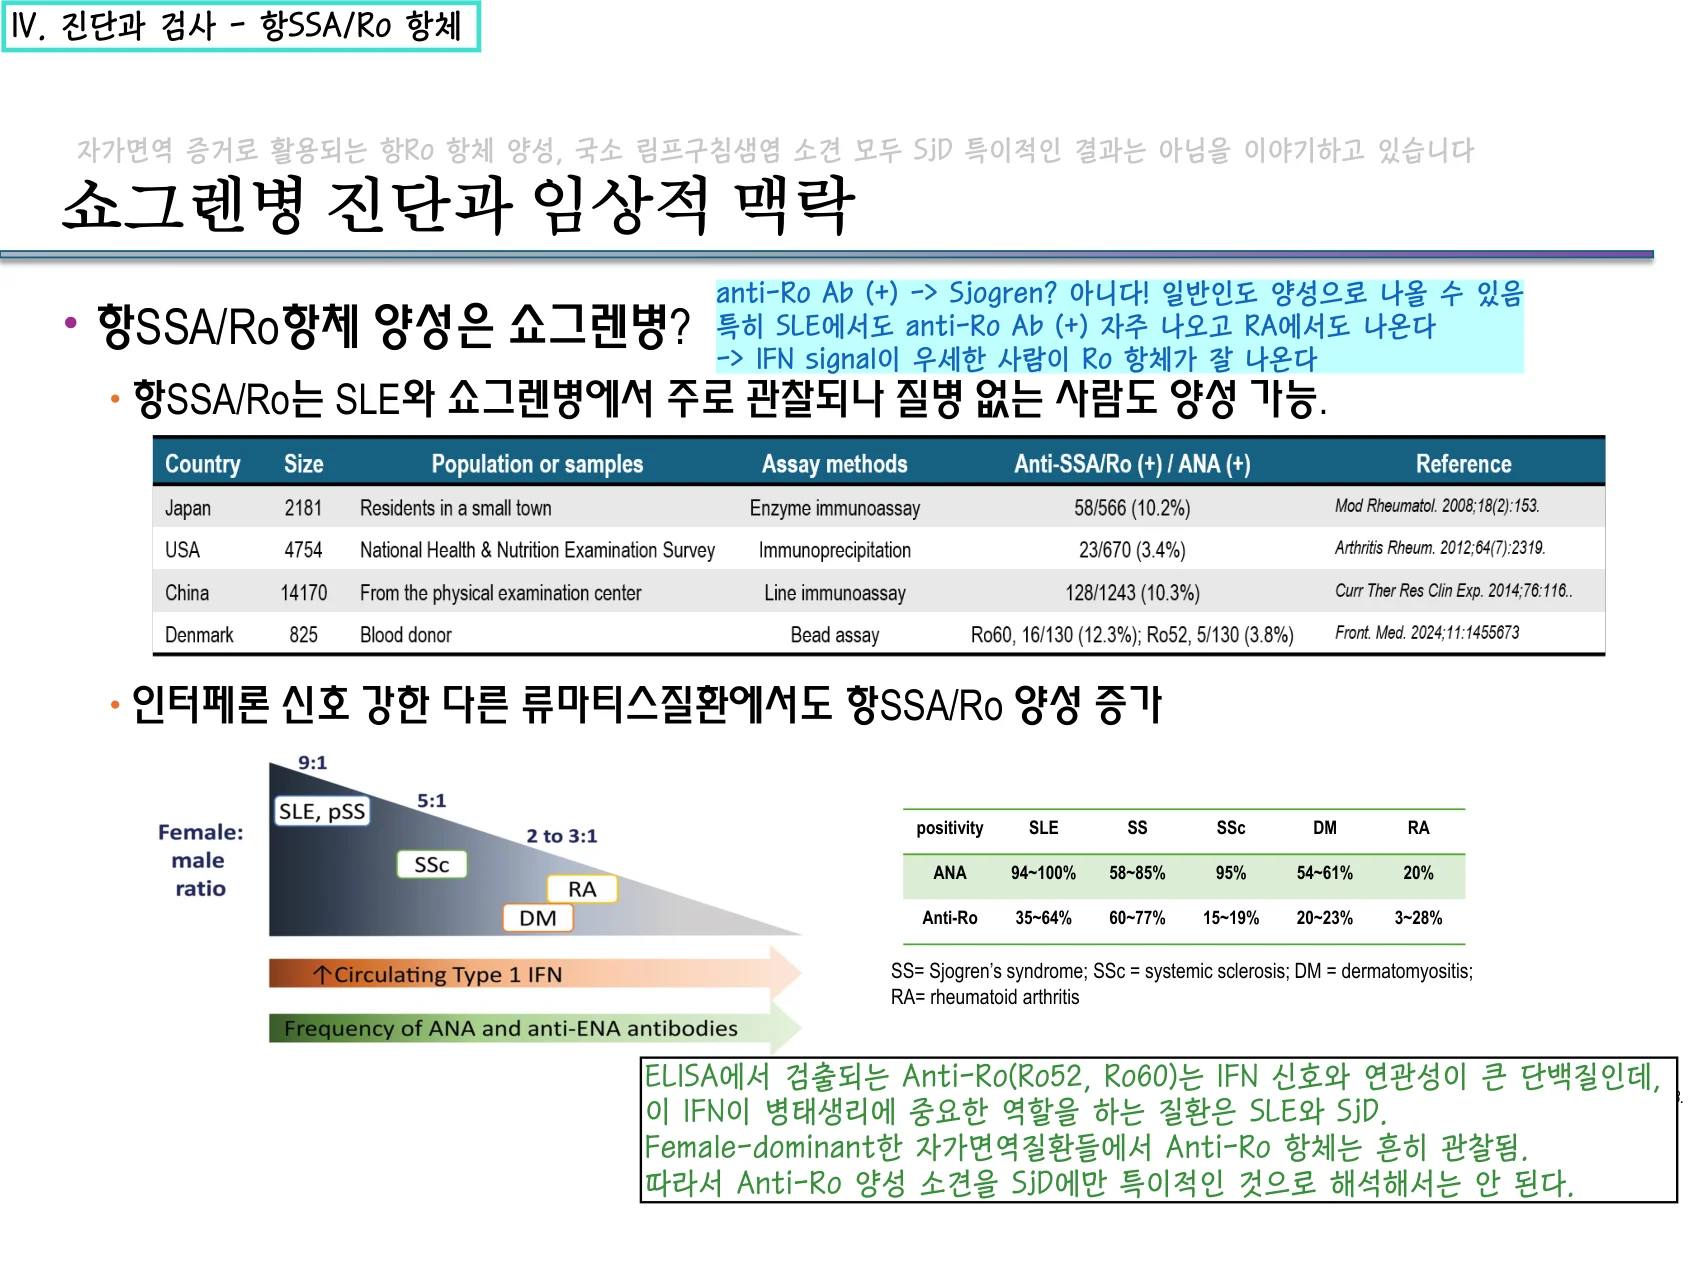 IV. 진단과 검사 - 항SSA/Ro 항체
자가면역 증거로 활용되는 항Ro 항체 양성, 국소 림프구침샘염 소견 모두 SjD 특이적인 결과는 아님을 이야기하고 있습니다
쇼그렌병 진단과 임상적 맥락
• 항SSA/Ro항체 양성은 쇼그렌병?
anti-Ro Ab (+) -> Sjogren? 아니다! 일반인도 양성으로 나올 수 있음
특히 SLE에서도 anti-Ro Ab (+) 자주 나오고 RA에서도 나온다
-> IFN signal이 우세한 사람이 Ro 항체가 잘 나온다
• 항SSA/Ro는 SLE와 쇼그렌병에서 주로 관찰되나 질병 없는 사람도 양성 가능.
Country Size Population or samples Assay methods Anti-SSA/Ro (+) / ANA (+) Reference
Japan 2181 Residents in a small town Enzyme immunoassay 58/566 (10.2%) Mod Rheumatol. 2008;18(2):153.
USA 4754 National Health & Nutrition Examination Survey Immunoprecipitation 23/670 (3.4%) Arthritis Rheum. 2012;64(7):2319.
China 14170 From the physical examination center Line immunoassay 128/1243 (10.3%) Curr Ther Res Clin Exp. 2014;76:116..
Denmark 825 Blood donor Bead assay Ro60, 16/130 (12.3%); Ro52, 5/130 (3.8%) Front. Med. 2024;11:1455673
• 인터페론 신호 강한 다른 류마티스질환에서도 항SSA/Ro 양성 증가
9:1
SLE, pSS
5:1
Female:
male
ratio
2 to 3:1
SSc
RA
DM
↑Circulating Type 1 IFN
Frequency of ANA and anti-ENA antibodies
positivity SLE SS SSc DM RA
ANA 94~100% 58~85% 95% 54~61% 20%
Anti-Ro 35~64% 60~77% 15~19% 20~23% 3~28%
SS= Sjogren's syndrome; SSc = systemic sclerosis; DM = dermatomyositis;
RA= rheumatoid arthritis
ELISA에서 검출되는 Anti-Ro(Ro52, Ro60)는 IFN 신호와 연관성이 큰 단백질인데,
이 IFN이 병태생리에 중요한 역할을 하는 질환은 SLE와 SjD.
Female-dominant한 자가면역질환들에서 Anti-Ro 항체는 흔히 관찰됨.
따라서 Anti-Ro 양성 소견을 SjD에만 특이적인 것으로 해석해서는 안 된다.